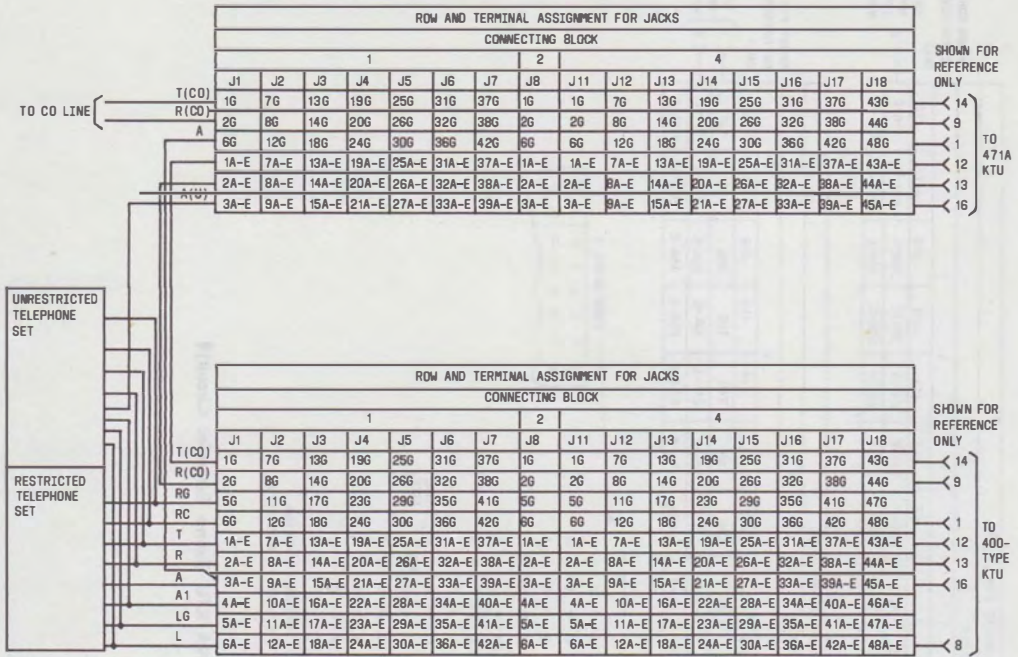 ROW AND TERMINAL ASSIGNMENT FOR JACKS
CONNECTING BLOCK
1 2 4
SHOWN FOR
REFERENCE
ONLY
J1 J2 J3 J4 J5 J6 J7 J8 J11 J12 J13 J14 J15 J16 J17 J18
TO CO LINE
T(CO) 1G 7G 13G 19G 25G 31G 37G 1G 1G 7G 13G 19G 25G 31G 37G 43G 14
R(CO) 2G 8G 14G 20G 26G 32G 38G 2G 2G 8G 14G 20G 26G 32G 38G 44G 9
A 6G 12G 18G 24G 30G 36G 42G 6G 6G 12G 18G 24G 30G 36G 42G 48G 1
1A-E 7A-E 13A-E 19A-E 25A-E 31A-E 37A-E 1A-E 1A-E 7A-E 13A-E 19A-E 25A-E 31A-E 37A-E 43A-E 12
2A-E 8A-E 14A-E 20A-E 26A-E 32A-E 38A-E 2A-E 2A-E 8A-E 14A-E 20A-E 26A-E 32A-E 38A-E 44A-E 13
3A-E 9A-E 15A-E 21A-E 27A-E 33A-E 39A-E 3A-E 3A-E 9A-E 15A-E 21A-E 27A-E 33A-E 39A-E 45A-E 16
TO
471A
KTU
UNRESTRICTED
TELEPHONE
SET
RESTRICTED
TELEPHONE
SET
ROW AND TERMINAL ASSIGNMENT FOR JACKS
CONNECTING BLOCK
1 2 4
SHOWN FOR
REFERENCE
ONLY
J1 J2 J3 J4 J5 J6 J7 J8 J11 J12 J13 J14 J15 J16 J17 J18
T(CO) 1G 7G 13G 19G 25G 31G 37G 1G 1G 7G 13G 19G 25G 31G 37G 43G 14
R(CO) 2G 8G 14G 20G 26G 32G 38G 2G 2G 8G 14G 20G 26G 32G 38G 44G 9
RG 5G 11G 17G 23G 29G 35G 41G 5G 5G 11G 17G 23G 29G 35G 41G 47G
RC 6G 12G 18G 24G 30G 36G 42G 6G 6G 12G 18G 24G 30G 36G 42G 48G 1
T 1A-E 7A-E 13A-E 19A-E 25A-E 31A-E 37A-E 1A-E 1A-E 7A-E 13A-E 19A-E 25A-E 31A-E 37A-E 43A-E 12
R 2A-E 8A-E 14A-E 20A-E 26A-E 32A-E 38A-E 2A-E 2A-E 8A-E 14A-E 20A-E 26A-E 32A-E 38A-E 44A-E 13
A 3A-E 9A-E 15A-E 21A-E 27A-E 33A-E 39A-E 3A-E 3A-E 9A-E 15A-E 21A-E 27A-E 33A-E 39A-E 45A-E 16
A1 4A-E 10A-E 16A-E 22A-E 28A-E 34A-E 40A-E 4A-E 4A-E 10A-E 16A-E 22A-E 28A-E 34A-E 40A-E 46A-E
LG 5A-E 11A-E 17A-E 23A-E 29A-E 35A-E 41A-E 5A-E 5A-E 11A-E 17A-E 23A-E 29A-E 35A-E 41A-E 47A-E
L 6A-E 12A-E 18A-E 24A-E 30A-E 36A-E 42A-E 6A-E 6A-E 12A-E 18A-E 24A-E 30A-E 36A-E 42A-E 48A-E 8
TO
400-
TYPE
KTU